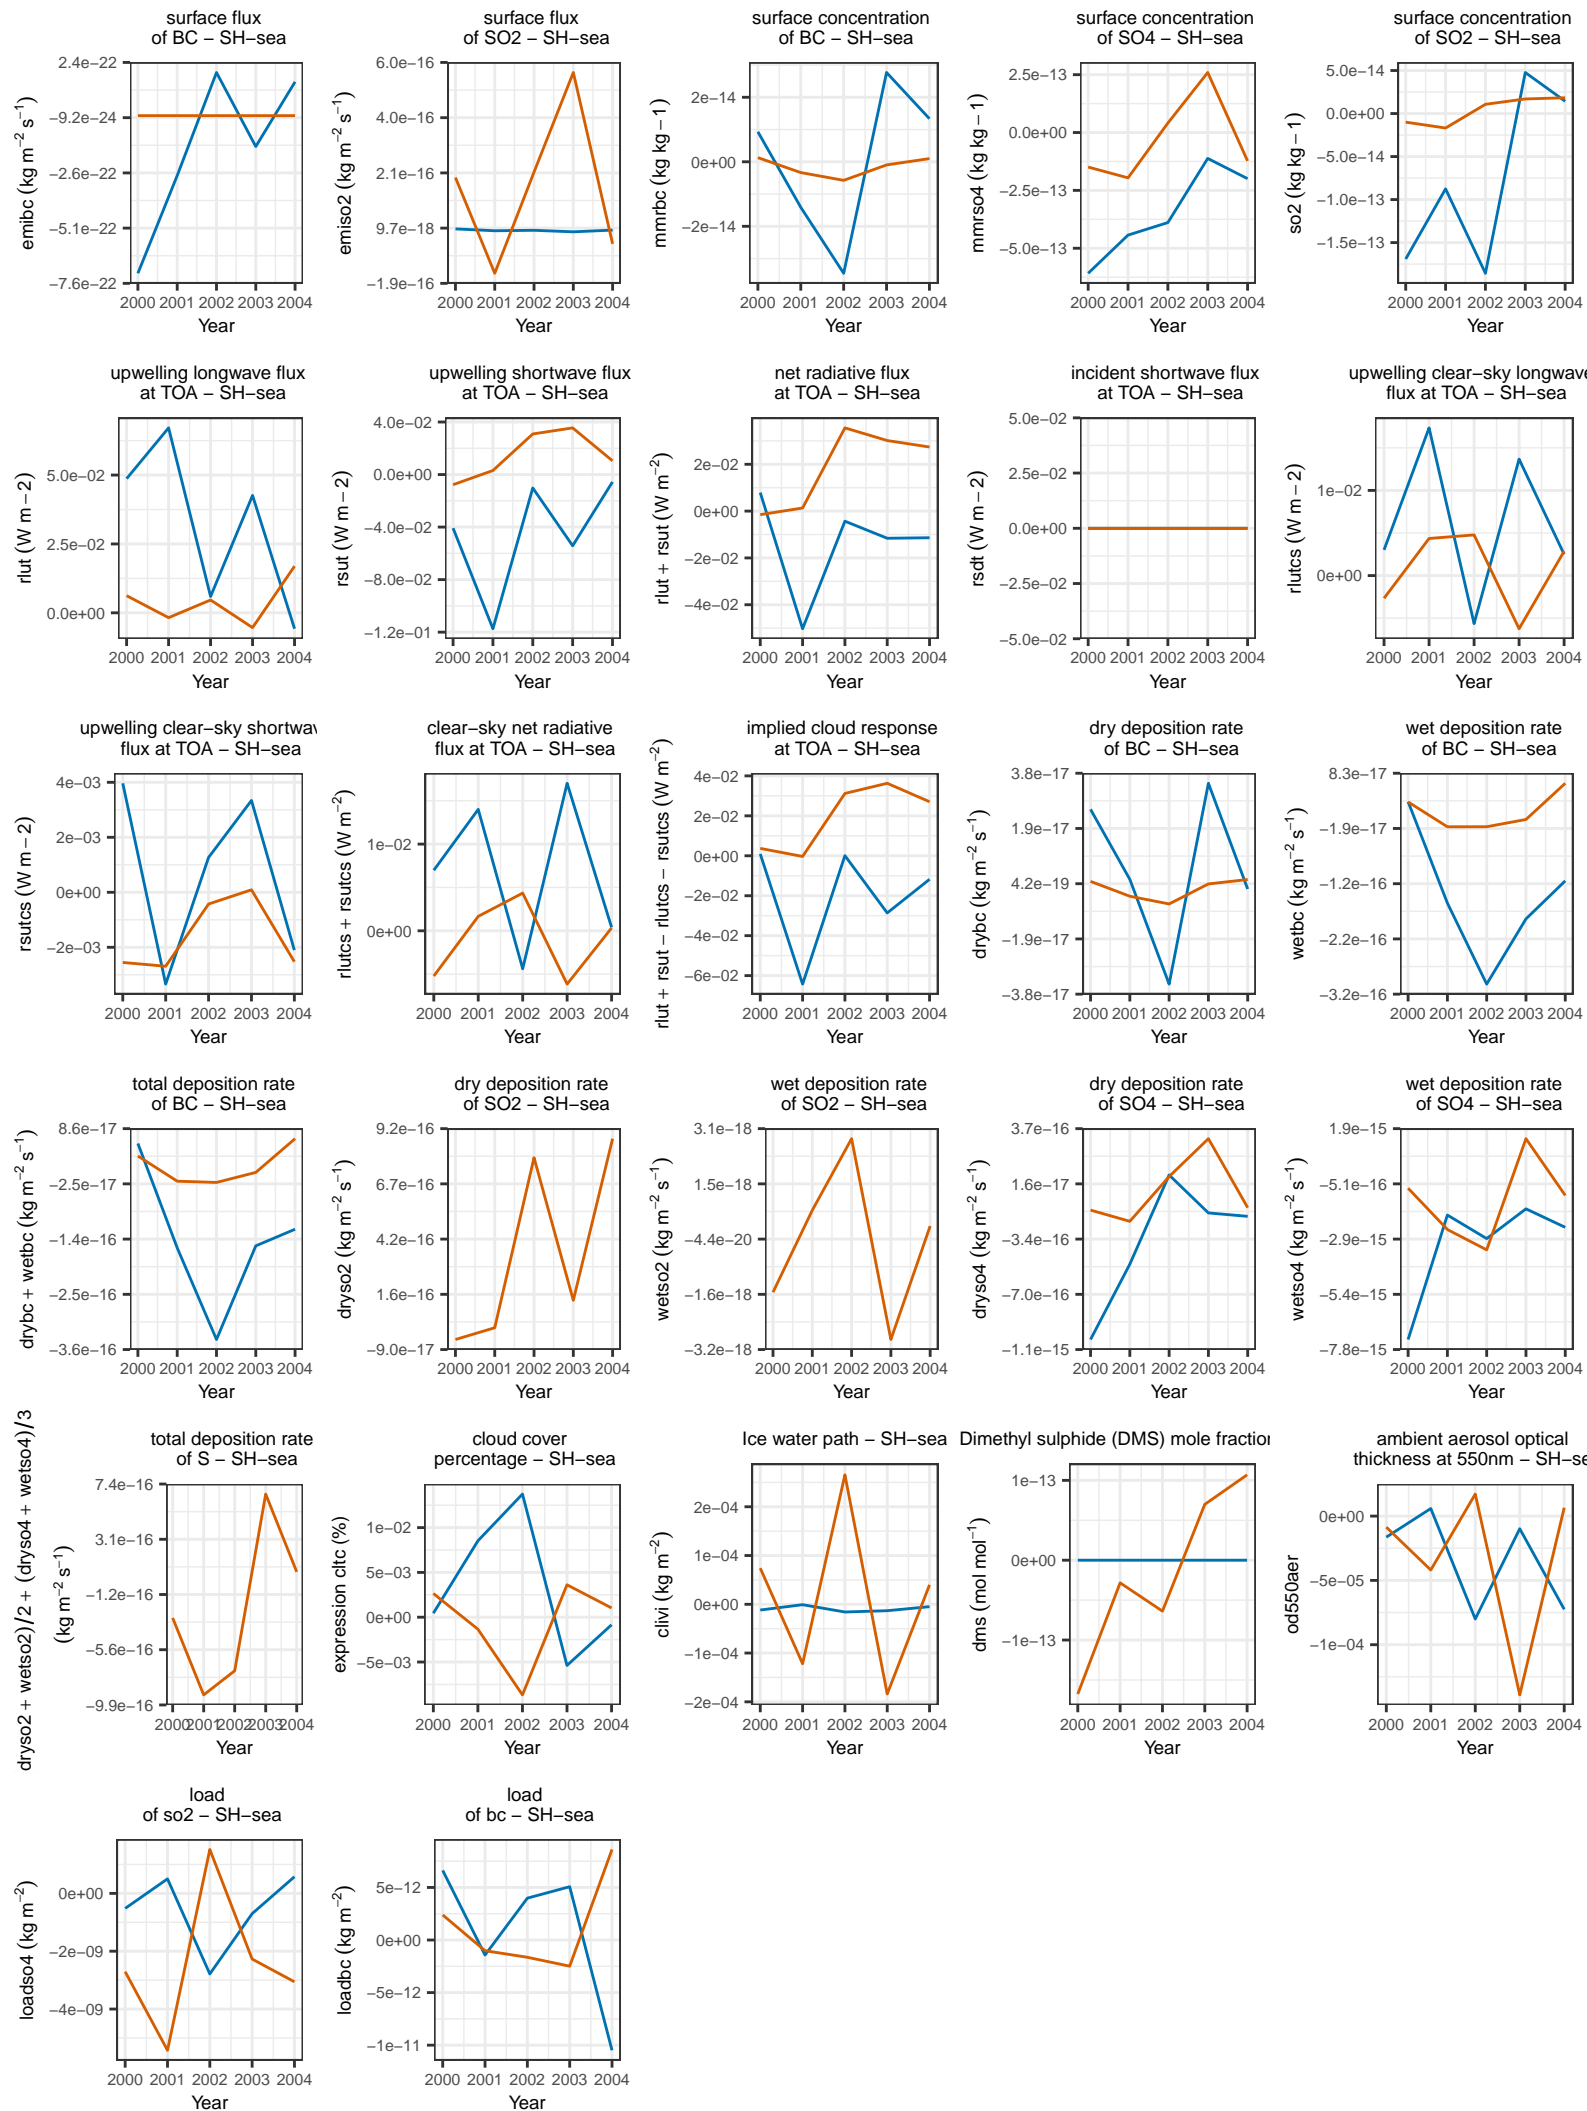 surface flux
of BC − SH−sea
emibc (kg m−2 s−1)
2.4e−22
−9.2e−24
−2.6e−22
−5.1e−22
−7.6e−22
2000 2001 2002 2003 2004
Year
surface flux
of SO2 − SH−sea
emiso2 (kg m−2 s−1)
6.0e−16
4.0e−16
2.1e−16
9.7e−18
−1.9e−16
2000 2001 2002 2003 2004
Year
surface concentration
of BC − SH−sea
mmrbc (kg kg−1)
2e−14
0e+00
−2e−14
2000 2001 2002 2003 2004
Year
surface concentration
of SO4 − SH−sea
mmrso4 (kg kg−1)
2.5e−13
0.0e+00
−2.5e−13
−5.0e−13
2000 2001 2002 2003 2004
Year
surface concentration
of SO2 − SH−sea
so2 (kg kg−1)
5.0e−14
0.0e+00
−5.0e−14
−1.0e−13
−1.5e−13
2000 2001 2002 2003 2004
Year
upwelling longwave flux
at TOA − SH−sea
rlut (W m−2)
5.0e−02
2.5e−02
0.0e+00
2000 2001 2002 2003 2004
Year
upwelling shortwave flux
at TOA − SH−sea
rsut (W m−2)
4.0e−02
0.0e+00
−4.0e−02
−8.0e−02
−1.2e−01
2000 2001 2002 2003 2004
Year
net radiative flux
at TOA − SH−sea
rlut + rsut (W m−2)
2e−02
0e+00
−2e−02
−4e−02
2000 2001 2002 2003 2004
Year
incident shortwave flux
at TOA − SH−sea
rsdt (W m−2)
5.0e−02
2.5e−02
0.0e+00
−2.5e−02
−5.0e−02
2000 2001 2002 2003 2004
Year
upwelling clear−sky longwave
flux at TOA − SH−sea
rlutcs (W m−2)
1e−02
0e+00
2000 2001 2002 2003 2004
Year
upwelling clear−sky shortwav
flux at TOA − SH−sea
rsutcs (W m−2)
4e−03
2e−03
0e+00
−2e−03
2000 2001 2002 2003 2004
Year
clear−sky net radiative
flux at TOA − SH−sea
rlutcs + rsutcs (W m−2)
1e−02
0e+00
2000 2001 2002 2003 2004
Year
implied cloud response
at TOA − SH−sea
rlut + rsut − rlutcs − rsutcs (W m−2)
4e−02
2e−02
0e+00
−2e−02
−4e−02
−6e−02
2000 2001 2002 2003 2004
Year
dry deposition rate
of BC − SH−sea
drybc (kg m−2 s−1)
3.8e−17
1.9e−17
4.2e−19
−1.9e−17
−3.8e−17
2000 2001 2002 2003 2004
Year
wet deposition rate
of BC − SH−sea
wetbc (kg m−2 s−1)
8.3e−17
−1.9e−17
−1.2e−16
−2.2e−16
−3.2e−16
2000 2001 2002 2003 2004
Year
total deposition rate
of BC − SH−sea
drybc + wetbc (kg m−2 s−1)
8.6e−17
−2.5e−17
−1.4e−16
−2.5e−16
−3.6e−16
2000 2001 2002 2003 2004
Year
dry deposition rate
of SO2 − SH−sea
dryso2 (kg m−2 s−1)
9.2e−16
6.7e−16
4.2e−16
1.6e−16
−9.0e−17
2000 2001 2002 2003 2004
Year
wet deposition rate
of SO2 − SH−sea
wetso2 (kg m−2 s−1)
3.1e−18
1.5e−18
−4.4e−20
−1.6e−18
−3.2e−18
2000 2001 2002 2003 2004
Year
dry deposition rate
of SO4 − SH−sea
dryso4 (kg m−2 s−1)
3.7e−16
1.6e−17
−3.4e−16
−7.0e−16
−1.1e−15
2000 2001 2002 2003 2004
Year
wet deposition rate
of SO4 − SH−sea
wetso4 (kg m−2 s−1)
1.9e−15
−5.1e−16
−2.9e−15
−5.4e−15
−7.8e−15
2000 2001 2002 2003 2004
Year
total deposition rate
of S − SH−sea
(dryso2 + wetso2)/2 + (dryso4 + wetso4)/3
(kg m−2 s−1)
7.4e−16
3.1e−16
−1.2e−16
−5.6e−16
−9.9e−16
2000 2001 2002 2003 2004
Year
cloud cover
percentage − SH−sea
expression cltc (%)
1e−02
5e−03
0e+00
−5e−03
2000 2001 2002 2003 2004
Year
Ice water path − SH−sea
clivi (kg m−2)
2e−04
1e−04
0e+00
−1e−04
−2e−04
2000 2001 2002 2003 2004
Year
Dimethyl sulphide (DMS) mole fraction
dms (mol mol−1)
1e−13
0e+00
−1e−13
2000 2001 2002 2003 2004
Year
ambient aerosol optical
thickness at 550nm − SH−se
od550aer
0e+00
−5e−05
−1e−04
2000 2001 2002 2003 2004
Year
load
of so2 − SH−sea
loadso4 (kg m−2)
0e+00
−2e−09
−4e−09
2000 2001 2002 2003 2004
Year
load
of bc − SH−sea
loadbc (kg m−2)
5e−12
0e+00
−5e−12
−1e−11
2000 2001 2002 2003 2004
Year